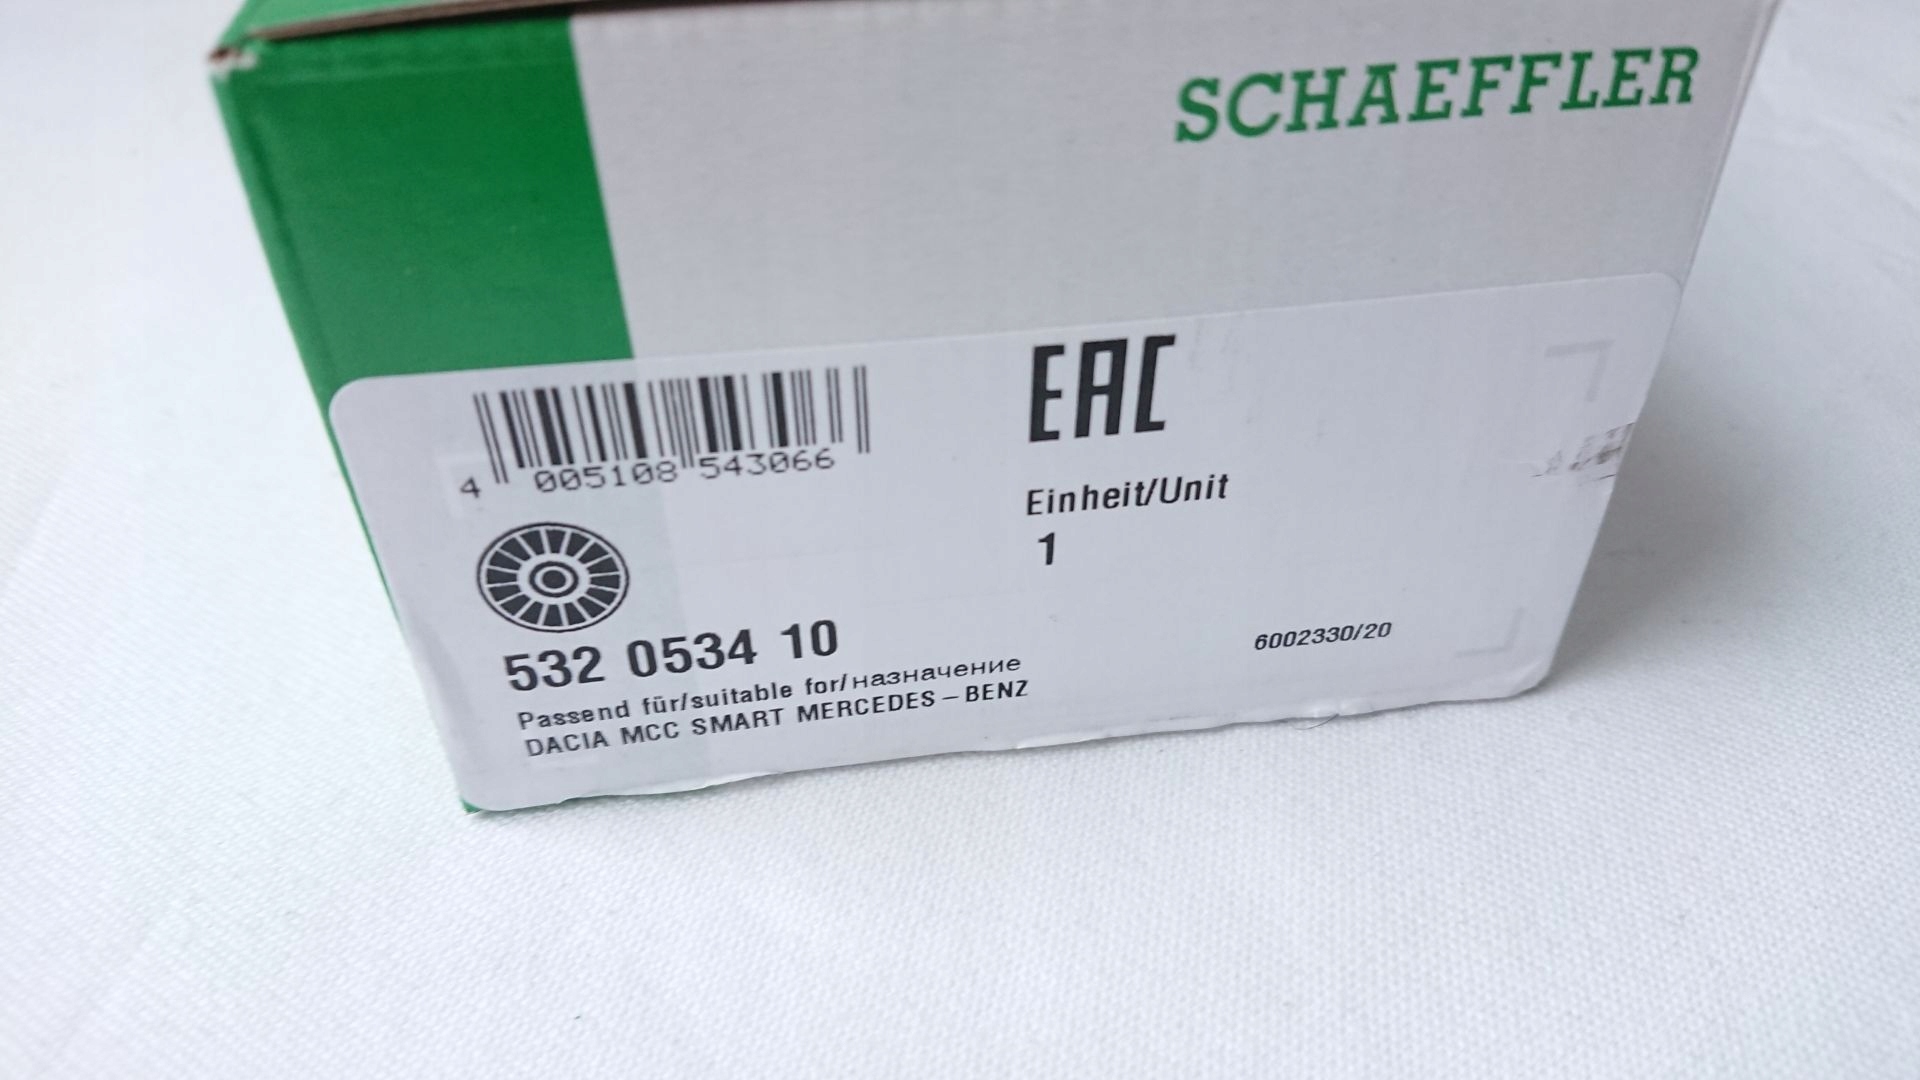 SCHAEFFLER
EAC
4 005108 543066
Einheit/Unit
1
532 0534 10
6002330/20
Passend für/suitable for/назначение
DACIA MCC SMART MERCEDES – BENZ